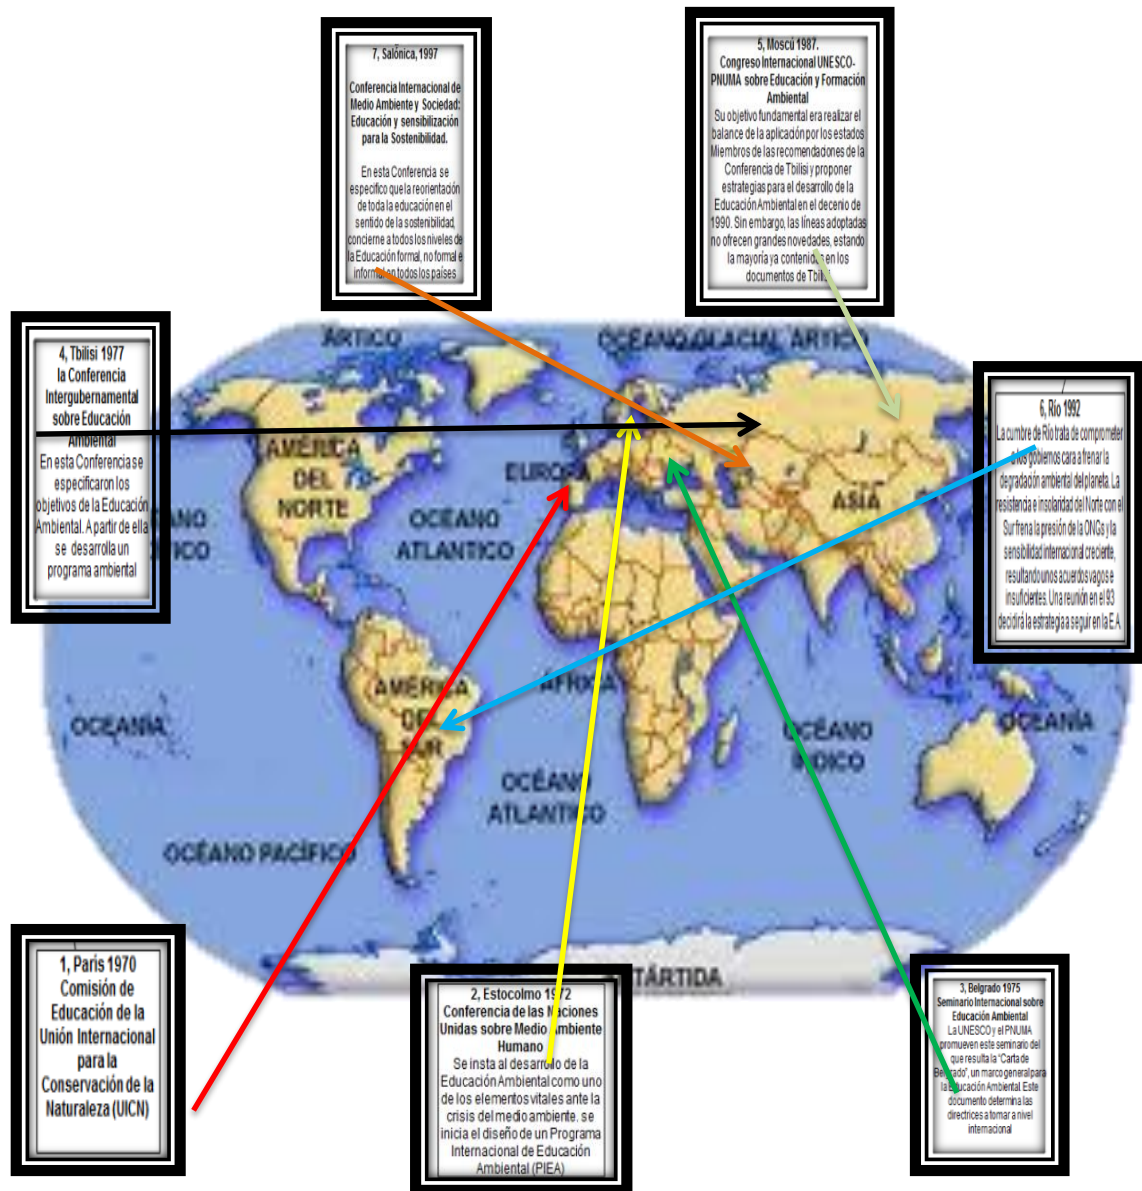 7, Salónica, 1997
Conferencia Internacional de
Medio Ambiente y Sociedad:
Educación y sensibilización
para la Sostenibilidad.
En esta Conferencia se
especifico que la reorientación
de toda la educación en el
sentido de la sostenibilidad,
concierne a todos los niveles de
la Educación formal, no formal e
informal en todos los países
5, Moscú 1987.
Congreso Internacional UNESCO-
PNUMA sobre Educación y Formación
Ambiental
Su objetivo fundamental era realizar el
balance de la aplicación por los estados
Miembros de las recomendaciones de la
Conferencia de Tbilisi y proponer
estrategias para el desarrollo de la
Educación Ambiental en el decenio de
1990. Sin embargo, las líneas adoptadas
no ofrecen grandes novedades, estando
la mayoría ya contenidas en los
documentos de Tbilisi
4, Tbilisi 1977
la Conferencia
Intergubernamental
sobre Educación
Ambiental
En esta Conferencia se
especificaron los
objetivos de la Educación
Ambiental. A partir de ella
se desarrolla un
programa ambiental
6, Río 1992
La cumbre de Río trata de comprometer
a los gobiernos cara a frenar la
degradación ambiental del planeta. La
resistencia e insolaridad del Norte con el
Sur frena la presión de la ONGs y la
sensibilidad internacional creciente,
resultando unos acuerdos vagos e
insuficientes. Una reunión en el 93
decidirá la estrategia a seguir en la E.A.
ÁRTICO
OCÉANO GLACIAL ÁRTICO
AMÉRICA
DEL
NORTE
EUROPA
ASIA
OCÉANO
ATLANTICO
ÁFRICA
AMÉRICA
DEL
SUR
OCEANÍA
OCÉANO
ÍNDICO
OCEANÍA
OCÉANO
ATLANTICO
OCÉANO PACÍFICO
TÁRTIDA
1, Paris 1970
Comisión de
Educación de la
Unión Internacional
para la
Conservación de la
Naturaleza (UICN)
2, Estocolmo 1972
Conferencia de las Naciones
Unidas sobre Medio Ambiente
Humano
Se insta al desarrollo de la
Educación Ambiental como uno
de los elementos vitales ante la
crisis del medio ambiente. se
inicia el diseño de un Programa
Internacional de Educación
Ambiental (PIEA)
3, Belgrado 1975
Seminario Internacional sobre
Educación Ambiental
La UNESCO y el PNUMA
promueven este seminario del
que resulta la "Carta de
Belgrado", un marco general para
la Educación Ambiental. Este
documento determina las
directrices a tomar a nivel
internacional